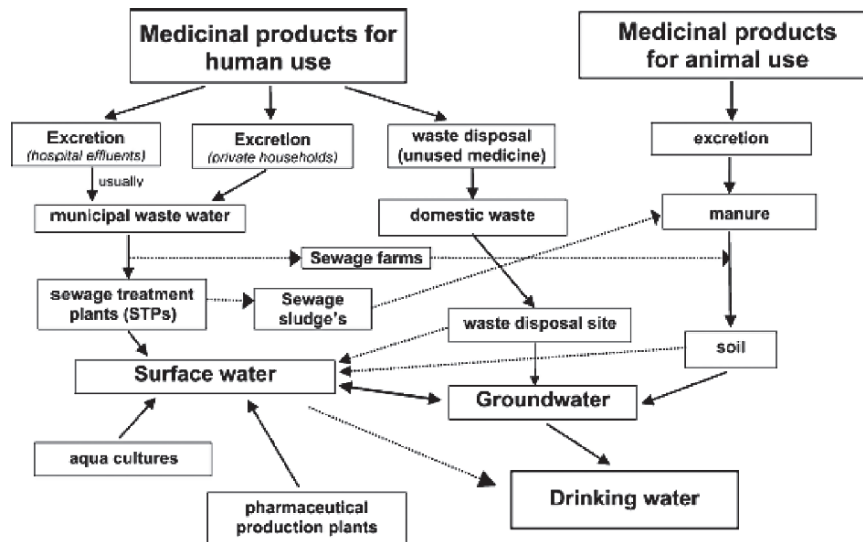 Medicinal products for
human use
Medicinal products
for animal use
Excretion
(hospital effluents)
Excretion
(private households)
waste disposal
(unused medicine)
excretion
usually
municipal waste water
domestic waste
manure
Sewage farms
sewage treatment
plants (STPs)
Sewage
sludge's
waste disposal site
soil
Surface water
Groundwater
aqua cultures
pharmaceutical
production plants
Drinking water